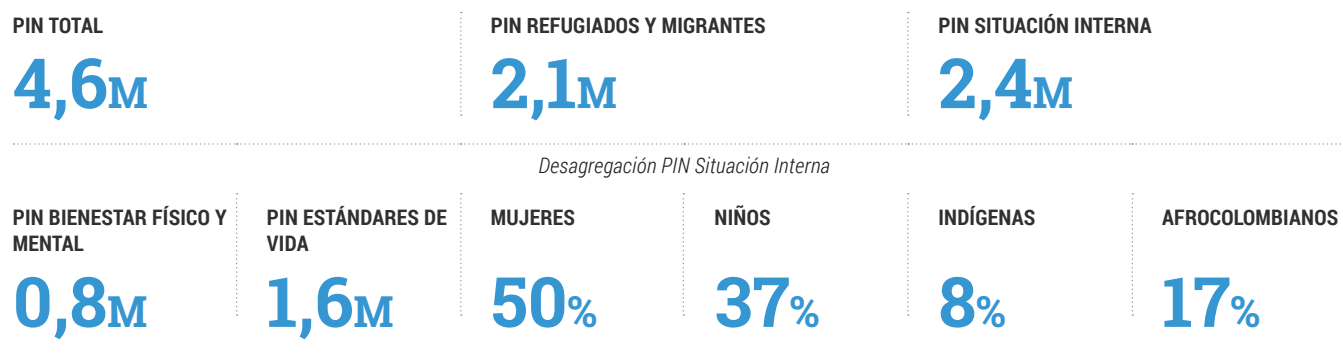 PIN TOTAL
4,6M
PIN REFUGIADOS Y MIGRANTES
2,1M
PIN SITUACIÓN INTERNA
2,4M
Desagregación PIN Situación Interna
PIN BIENESTAR FÍSICO Y
MENTAL
0,8M
PIN ESTÁNDARES DE
VIDA
1,6M
MUJERES
50%
NIÑOS
37%
INDÍGENAS
8%
AFROCOLOMBIANOS
17%